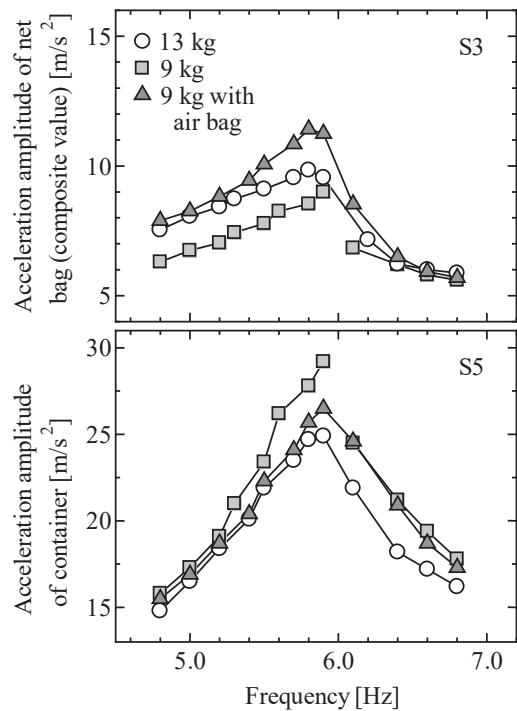 Acceleration amplitude of net
bag (composite value) [m/s²]
15
10
5
S3
13 kg
9 kg
9 kg with
air bag
Acceleration amplitude
of container [m/s²]
30
25
20
15
S5
5.0 6.0 7.0
Frequency [Hz]